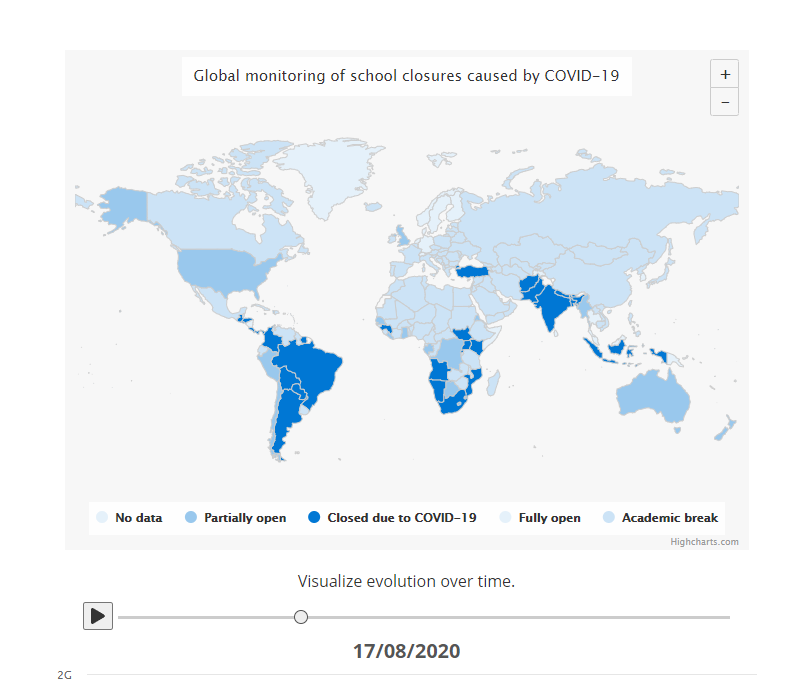 Global monitoring of school closures caused by COVID-19
+
−
No data Partially open Closed due to COVID-19 Fully open Academic break
Highcharts.com
Visualize evolution over time.
17/08/2020
2G